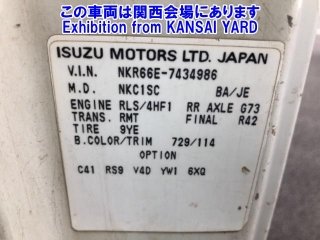 この車両は関西会場にあります
Exhibition from KANSAI YARD
ISUZU MOTORS LTD. JAPAN
V.I.N. NKR66E-7434986
M.D. NKC1SC BA/JE
ENGINE RLS/4HF1 RR AXLE G73
TRANS. RMT FINAL R42
TIRE 9YE
B.COLOR/TRIM 729/114
OPTION
C41 RS9 V4D YW1 6XQ